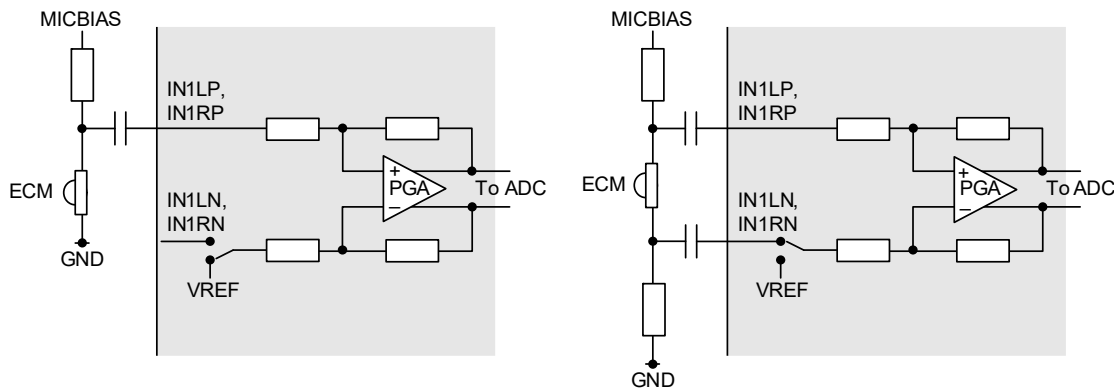 MICBIAS
IN1LP,
IN1RP
+
PGA
−
To ADC
ECM
IN1LN,
IN1RN
GND
VREF
MICBIAS
IN1LP,
IN1RP
+
PGA
−
To ADC
ECM
IN1LN,
IN1RN
VREF
GND